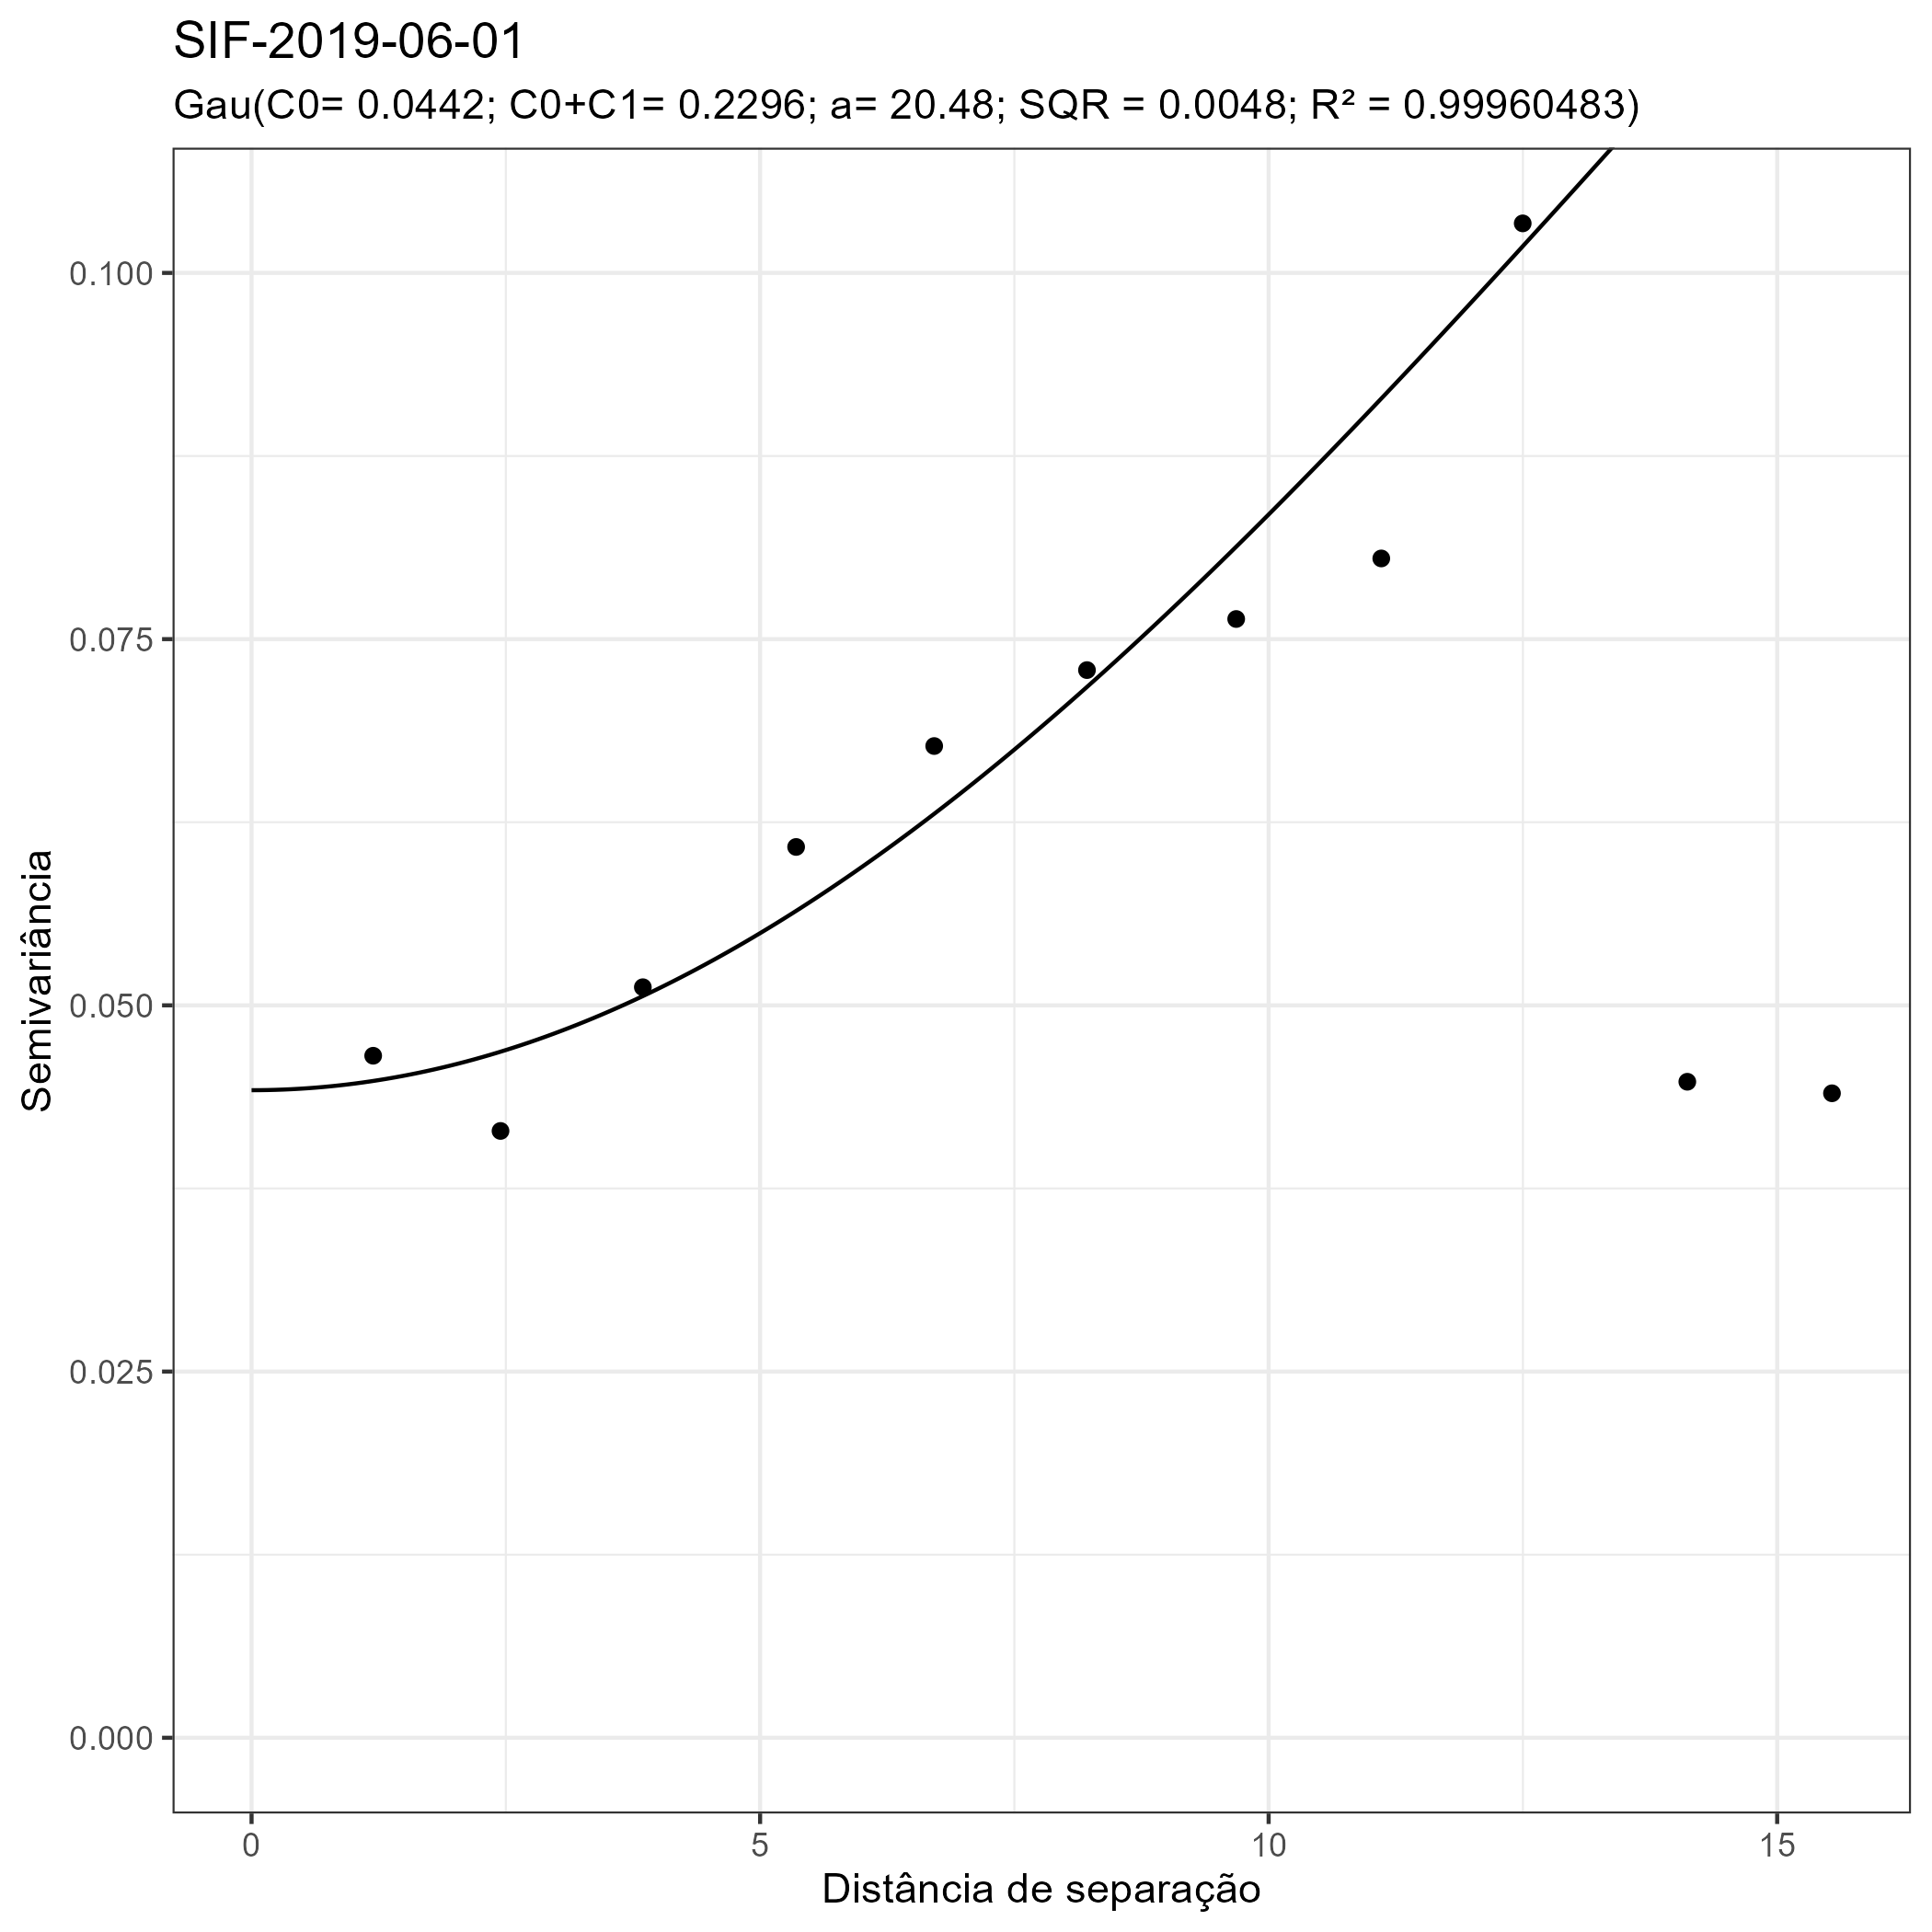 SIF-2019-06-01
Gau(C0= 0.0442; C0+C1= 0.2296; a= 20.48; SQR = 0.0048; R² = 0.99960483)
Semivariância
0.100
0.075
0.050
0.025
0.000
0 5 10 15
Distância de separação